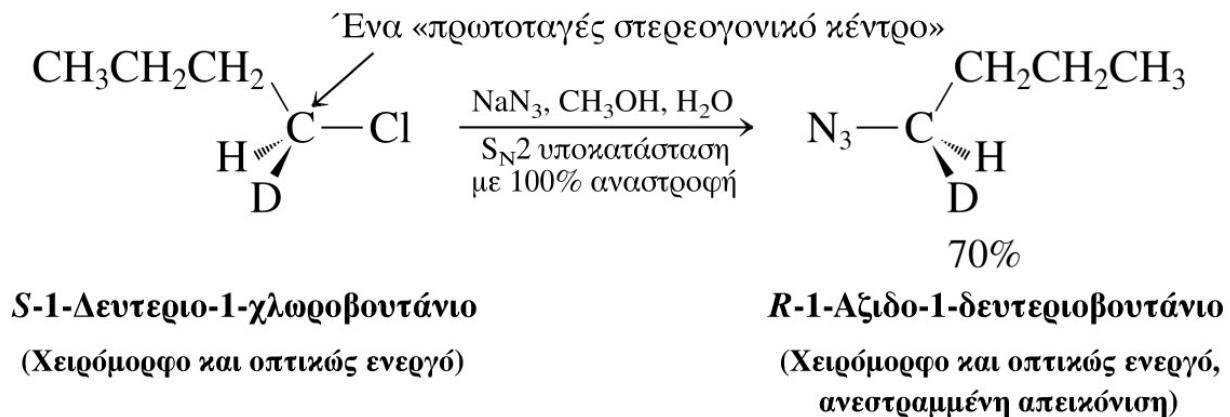 Ένα «πρωτοταγές στερεογονικό κέντρο»
CH₃CH₂CH₂
C—Cl
H
D
NaN₃, CH₃OH, H₂O
S_N2 υποκατάσταση
με 100% αναστροφή
CH₂CH₂CH₃
N₃—C
H
D
70%
S-1-Δευτεριο-1-χλωροβουτάνιο
(Χειρόμορφο και οπτικώς ενεργό)
R-1-Αζιδο-1-δευτεριοβουτάνιο
(Χειρόμορφο και οπτικώς ενεργό,
ανεστραμμένη απεικόνιση)